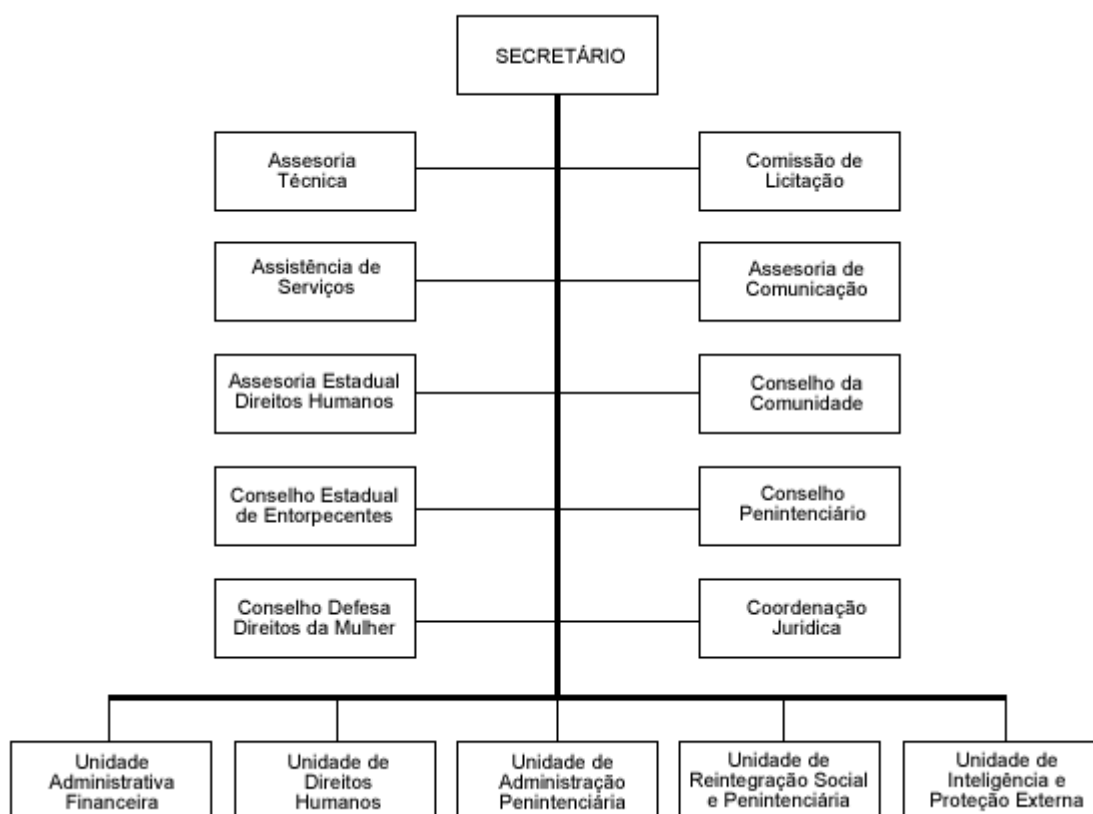 SECRETÁRIO
Assesoria
Técnica
Comissão de
Licitação
Assistência de
Serviços
Assesoria de
Comunicação
Assesoria Estadual
Direitos Humanos
Conselho da
Comunidade
Conselho Estadual
de Entorpecentes
Conselho
Penintenciário
Conselho Defesa
Direitos da Mulher
Coordenação
Juridica
Unidade
Administrativa
Financeira
Unidade de
Direitos
Humanos
Unidade de
Administração
Penintenciária
Unidade de
Reintegração Social
e Penintenciária
Unidade de
Inteligência e
Proteção Externa